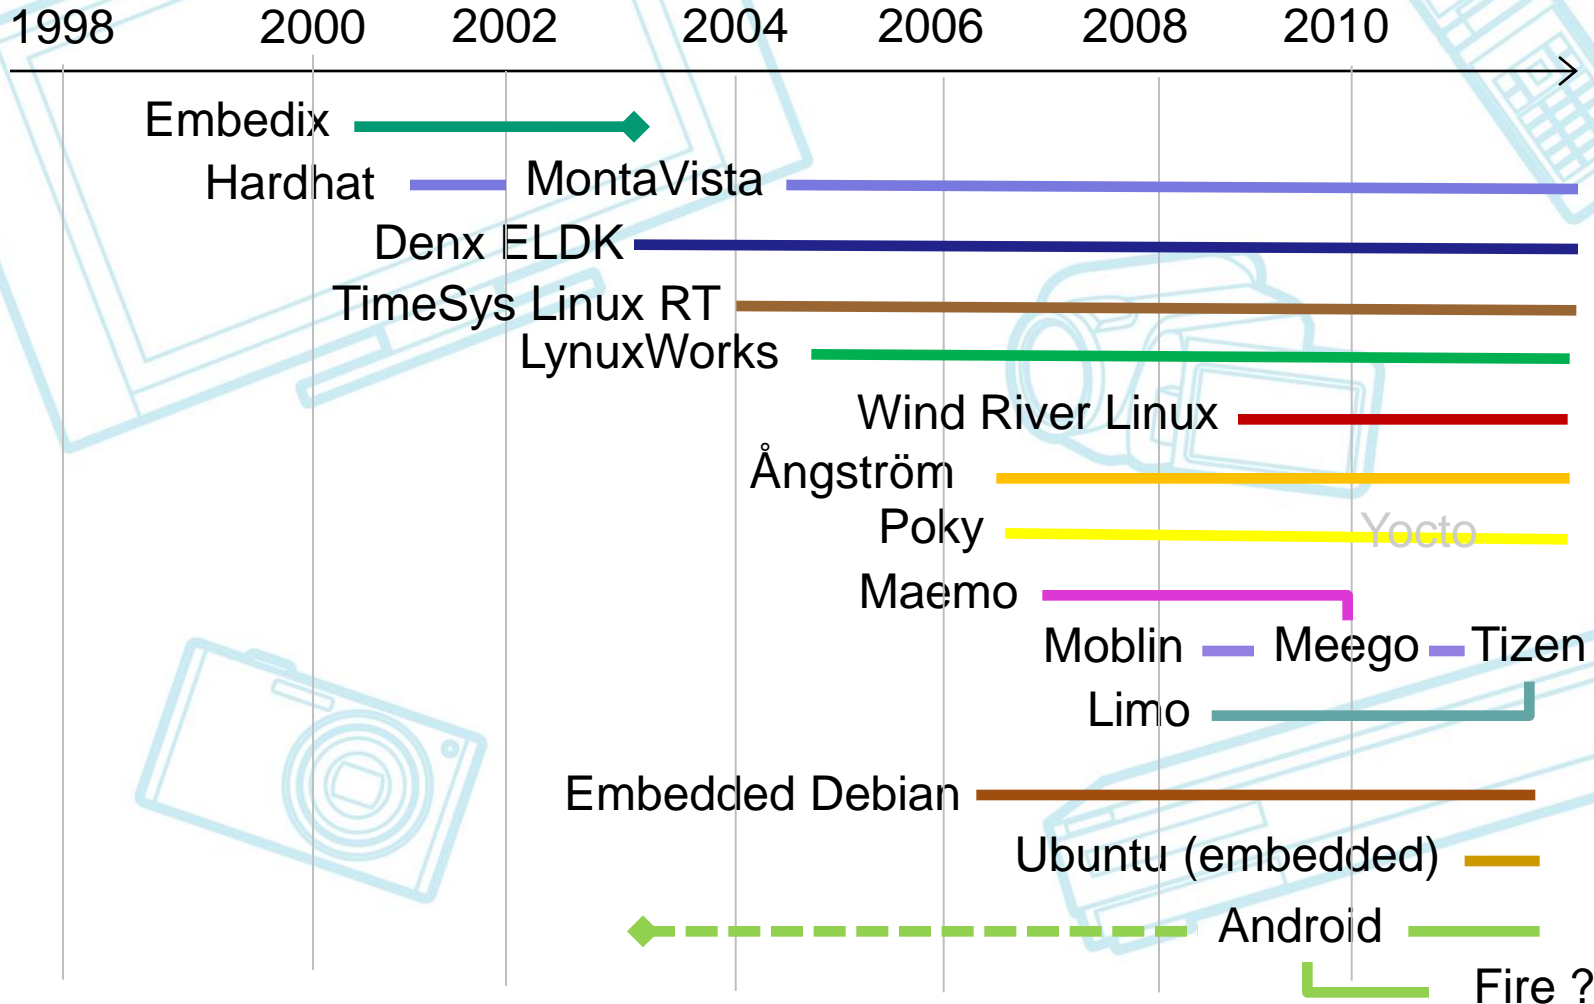 1998 2000 2002 2004 2006 2008 2010
Embedix
Hardhat MontaVista
Denx ELDK
TimeSys Linux RT
LynuxWorks
Wind River Linux
Ångström
Poky Yocto
Maemo
Moblin Meego Tizen
Limo
Embedded Debian
Ubuntu (embedded)
Android
Fire ?